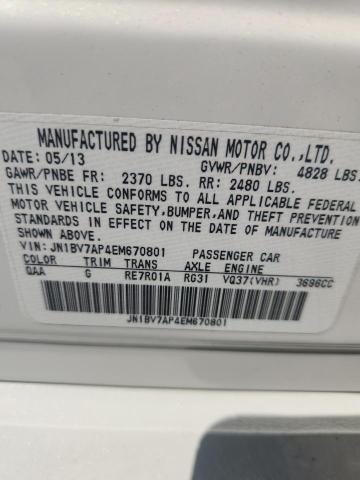 MANUFACTURED BY NISSAN MOTOR CO.,LTD.
DATE: 05/13 GVWR/PNBV: 4828 LBS.
GAWR/PNBE FR: 2370 LBS. RR: 2480 LBS.
THIS VEHICLE CONFORMS TO ALL APPLICABLE FEDERAL
MOTOR VEHICLE SAFETY, BUMPER, AND THEFT PREVENTION
STANDARDS IN EFFECT ON THE DATE OF MANUFACTURE
SHOWN ABOVE.
VIN: JN1BV7AP4EM670801 PASSENGER CAR
COLOR TRIM TRANS AXLE ENGINE
QAA G RE7R01A RG31 VQ37(VHR) 3696CC
JN1BV7AP4EM670801